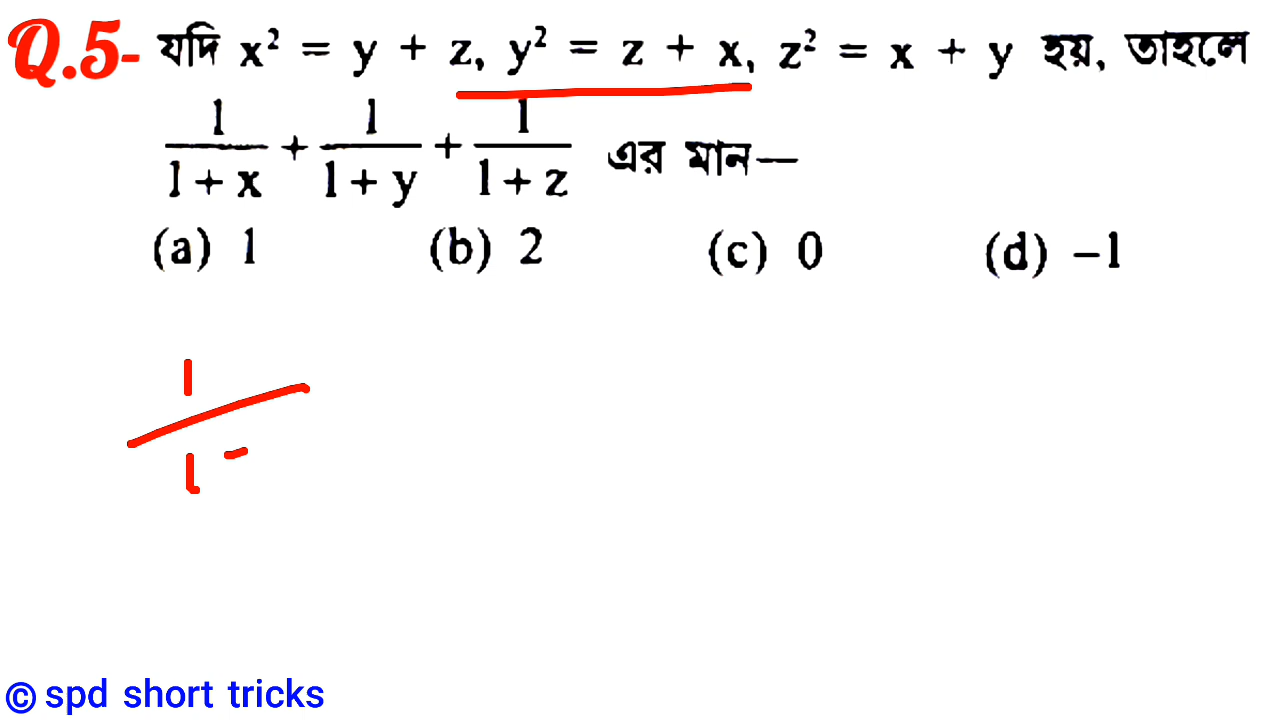 Q.5- যদি x² = y + z, y² = z + x, z² = x + y হয়, তাহলে
1/(1 + x) + 1/(1 + y) + 1/(1 + z) এর মান—
(a) 1 (b) 2 (c) 0 (d) –1
1
1 -
© spd short tricks